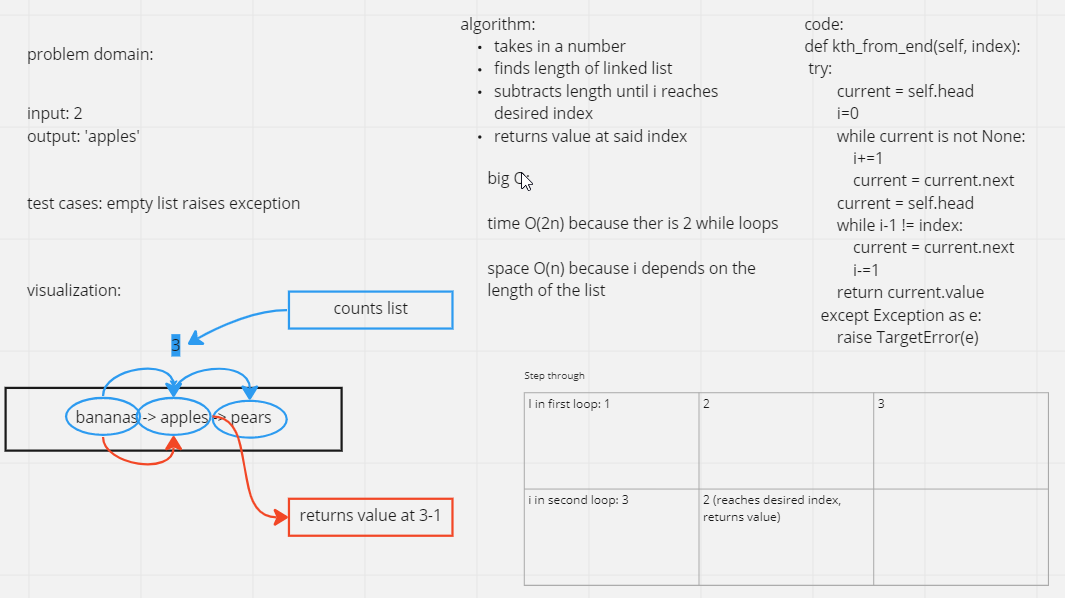 problem domain:
input: 2
output: 'apples'
test cases: empty list raises exception
visualization:
counts list
3
bananas -> apples -> pears
returns value at 3-1
algorithm:
• takes in a number
• finds length of linked list
• subtracts length until i reaches
desired index
• returns value at said index
big O:
time O(2n) because ther is 2 while loops
space O(n) because i depends on the
length of the list
code:
def kth_from_end(self, index):
try:
current = self.head
i=0
while current is not None:
i+=1
current = current.next
current = self.head
while i-1 != index:
current = current.next
i-=1
return current.value
except Exception as e:
raise TargetError(e)
Step through
I in first loop: 1
2
3
i in second loop: 3
2 (reaches desired index,
returns value)